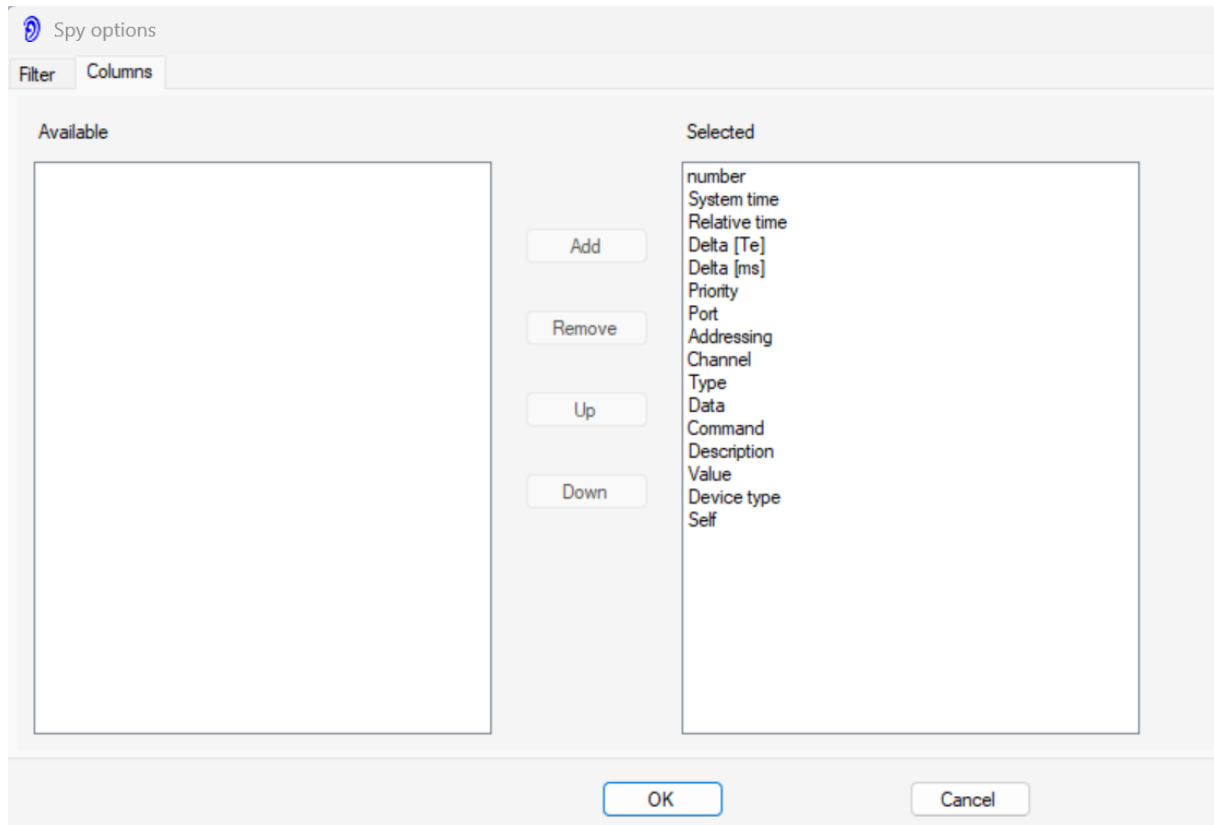 Spy options
Filter
Columns
Available
Selected
Add
Remove
Up
Down
number
System time
Relative time
Delta [Te]
Delta [ms]
Priority
Port
Addressing
Channel
Type
Data
Command
Description
Value
Device type
Self
OK
Cancel